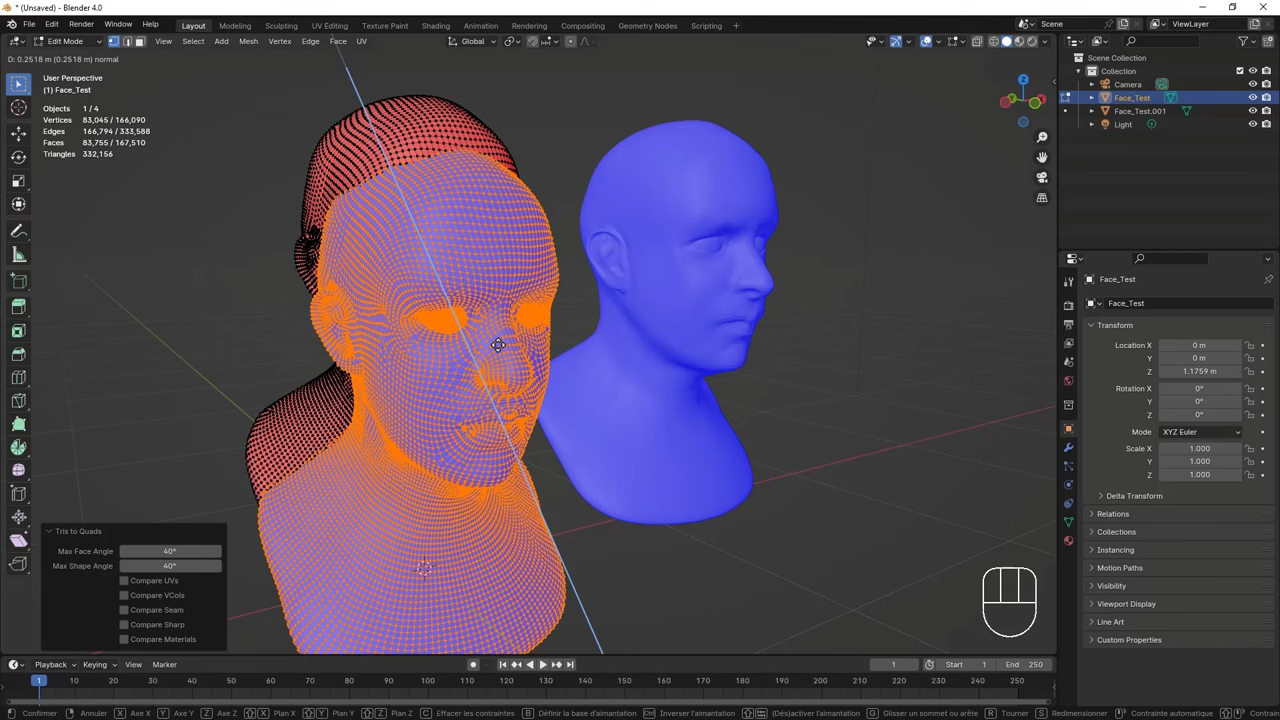 * (Unsaved) - Blender 4.0
File Edit Render Window Help Layout Modeling Sculpting UV Editing Texture Paint Shading Animation Rendering Compositing Geometry Nodes Scripting + Scene ViewLayer
Edit Mode View Select Add Mesh Vertex Edge Face UV Global
D: 0.2518 m (0.2518 m) normal
User Perspective
(1) Face_Test
Objects 1 / 4
Vertices 83,045 / 166,090
Edges 166,794 / 333,588
Faces 83,755 / 167,510
Triangles 332,156
Z
Y
X
Tris to Quads
Max Face Angle 40°
Max Shape Angle 40°
Compare UVs
Compare VCols
Compare Seam
Compare Sharp
Compare Materials
Scene Collection
Collection
Camera
Face_Test
Face_Test.001
Light
Face_Test
Face_Test
Transform
Location X 0 m
Y 0 m
Z 1.1759 m
Rotation X 0°
Y 0°
Z 0°
Mode XYZ Euler
Scale X 1.000
Y 1.000
Z 1.000
Delta Transform
Relations
Collections
Instancing
Motion Paths
Visibility
Viewport Display
Line Art
Custom Properties
Playback Keying View Marker 1 Start 1 End 250
1 10 20 30 40 50 60 70 80 90 100 110 120 130 140 150 160 170 180 190 200 210 220 230 240 250
Confirmer Annuler X Axe X Y Axe Y Z Axe Z X Plan X Y Plan Y Z Plan Z C Effacer les contraintes B Définir la base d'aimantation Ctrl Inverser l'aimantation (Dés)activer l'aimantation G Glisser un sommet ou arête R Tourner S Redimensionner